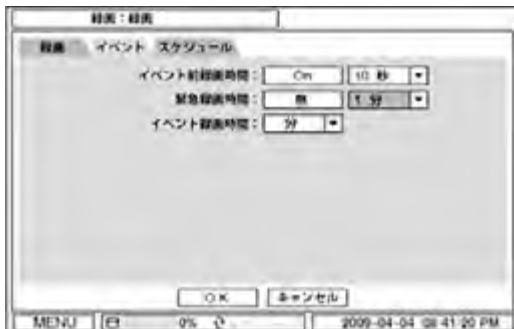 録画：録画
録画 イベント スケジュール
イベント前録画時間： On 10 秒
緊急録画時間： 無 1 分
イベント録画時間： 分
OK キャンセル
MENU 0% 2009-04-04 08:41:20 PM